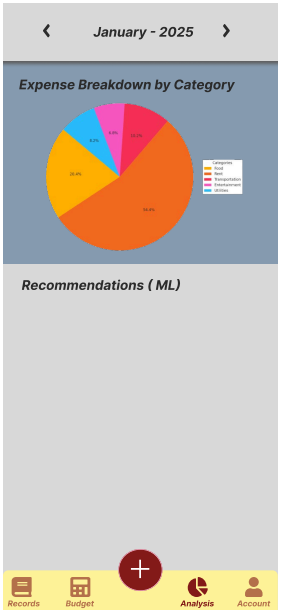 January - 2025
Expense Breakdown by Category
Categories
Food
Rent
Transportation
Entertainment
Utilities
Recommendations ( ML)
Records
Budget
Analysis
Account